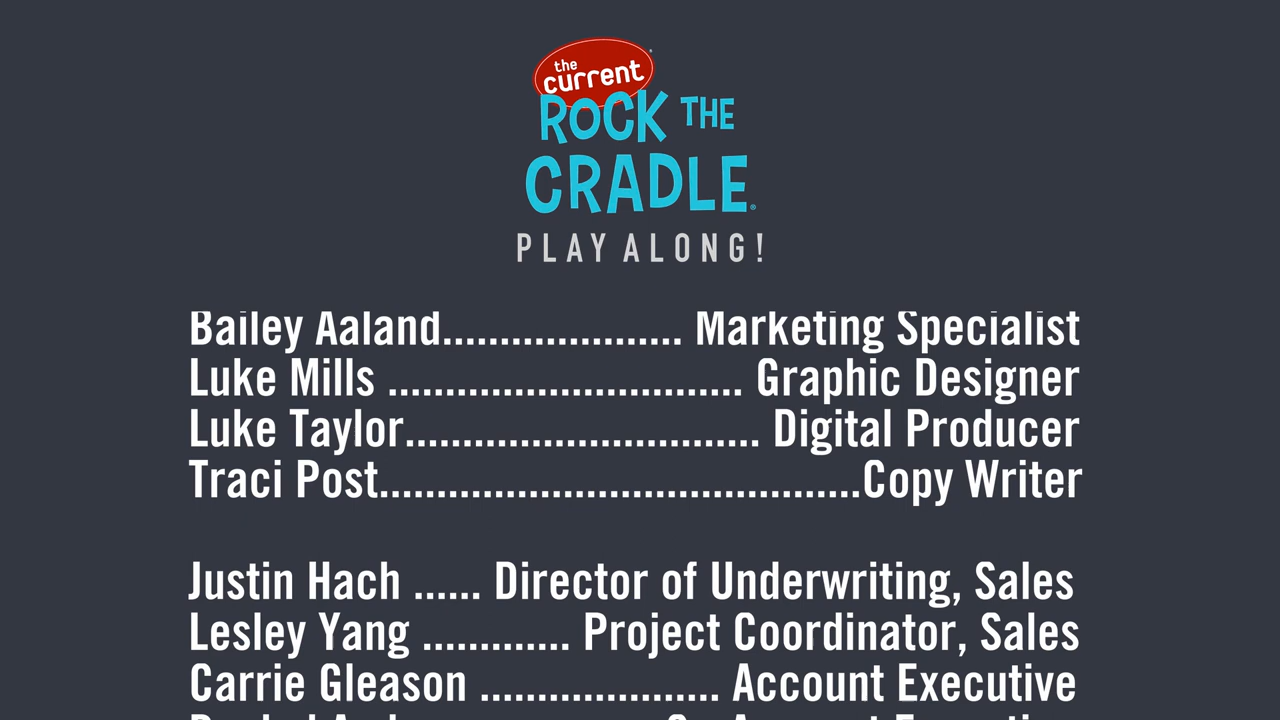 the
current
ROCK THE
CRADLE
PLAY ALONG!
Bailey Aaland..................... Marketing Specialist
Luke Mills ............................... Graphic Designer
Luke Taylor............................... Digital Producer
Traci Post..........................................Copy Writer
Justin Hach ...... Director of Underwriting, Sales
Lesley Yang ............. Project Coordinator, Sales
Carrie Gleason ..................... Account Executive